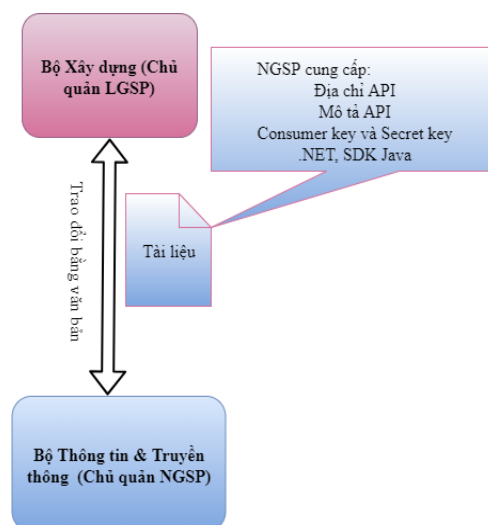 Bộ Xây dựng (Chủ
quản LGSP)
NGSP cung cấp:
Địa chỉ API
Mô tả API
Consumer key và Secret key
.NET, SDK Java
Trao đổi bằng văn bản
Tài liệu
Bộ Thông tin & Truyền
thông (Chủ quản NGSP)